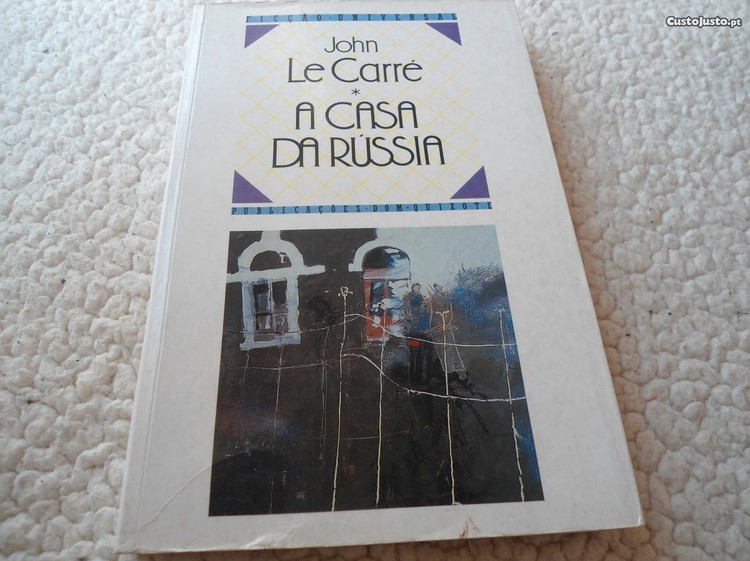 CustoJusto.pt
FICÇÃO·UNIVERSAL
John
Le Carré
*
A CASA
DA RÚSSIA
PUBLICAÇÕES·DOM·QUIXOTE